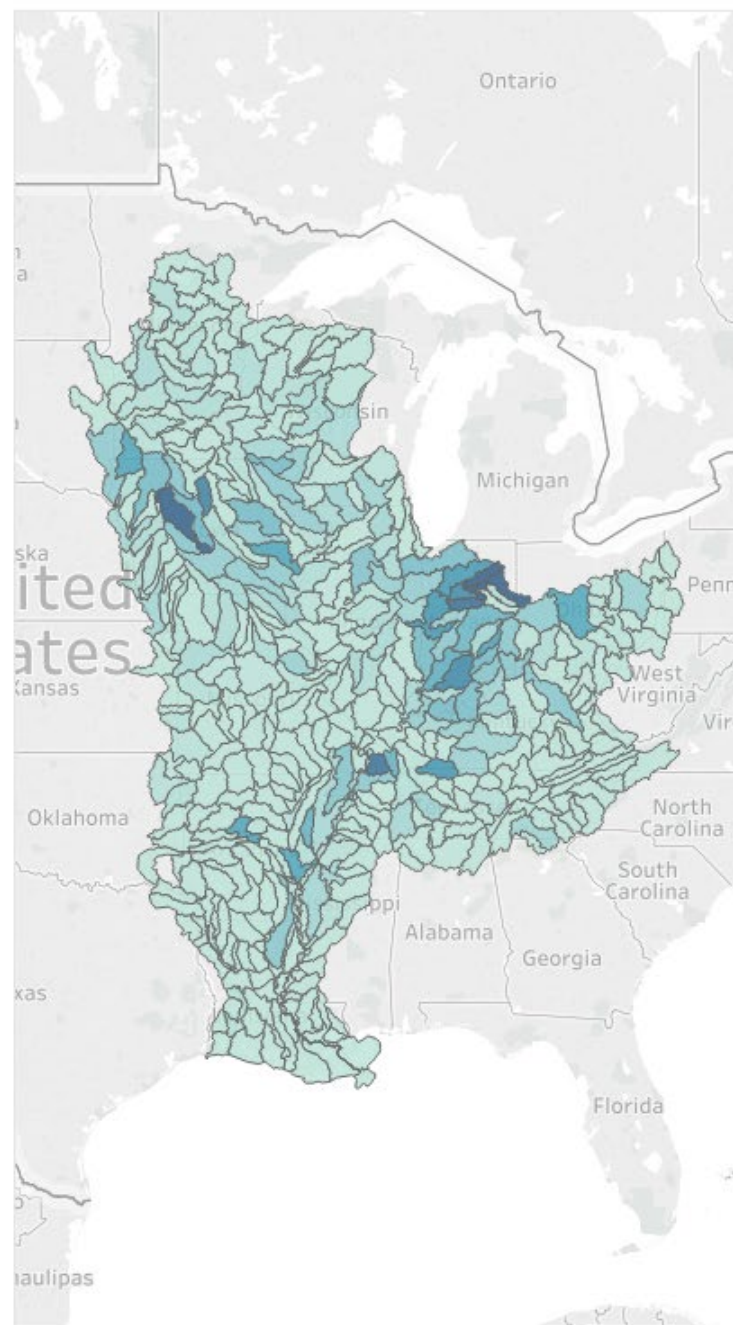 Ontario
a
sin
Michigan
ska
ited
Penn
ates
Kansas
West
Virginia
Vir
Oklahoma
North
Carolina
South
Carolina
ppi
Alabama
Georgia
xas
Florida
naulipas